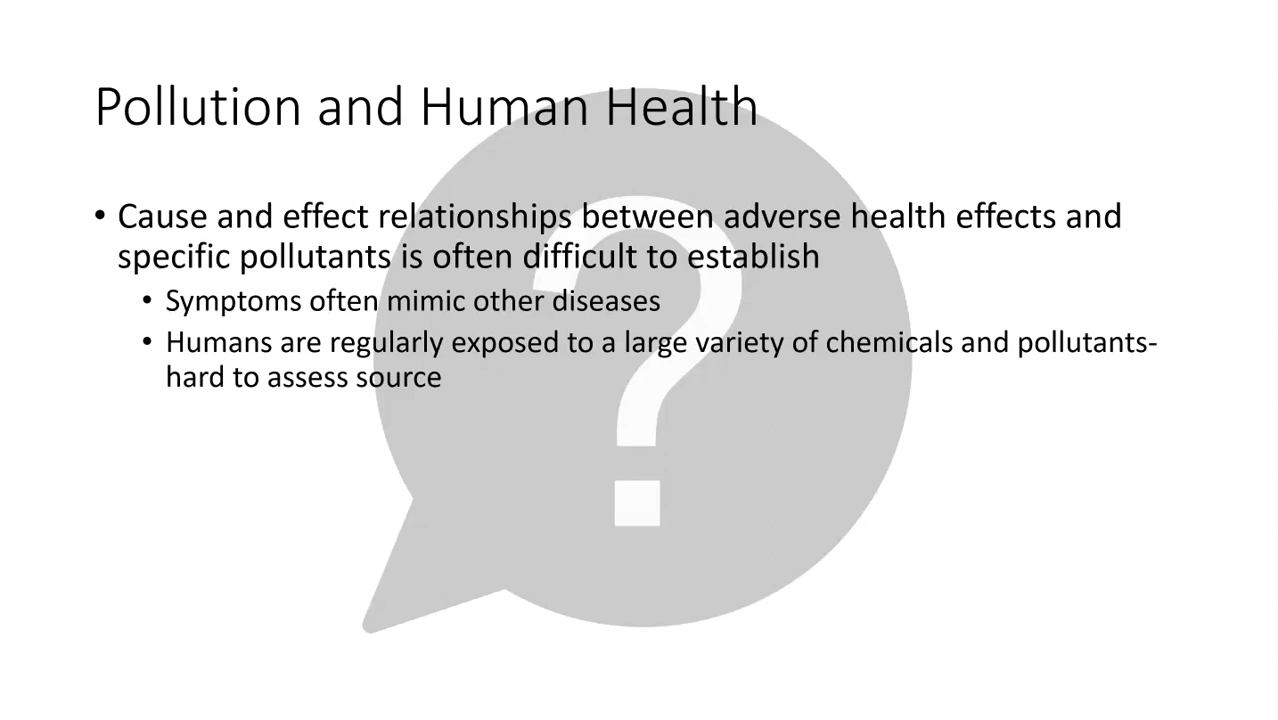 Pollution and Human Health
• Cause and effect relationships between adverse health effects and
specific pollutants is often difficult to establish
• Symptoms often mimic other diseases
• Humans are regularly exposed to a large variety of chemicals and pollutants-
hard to assess source
?